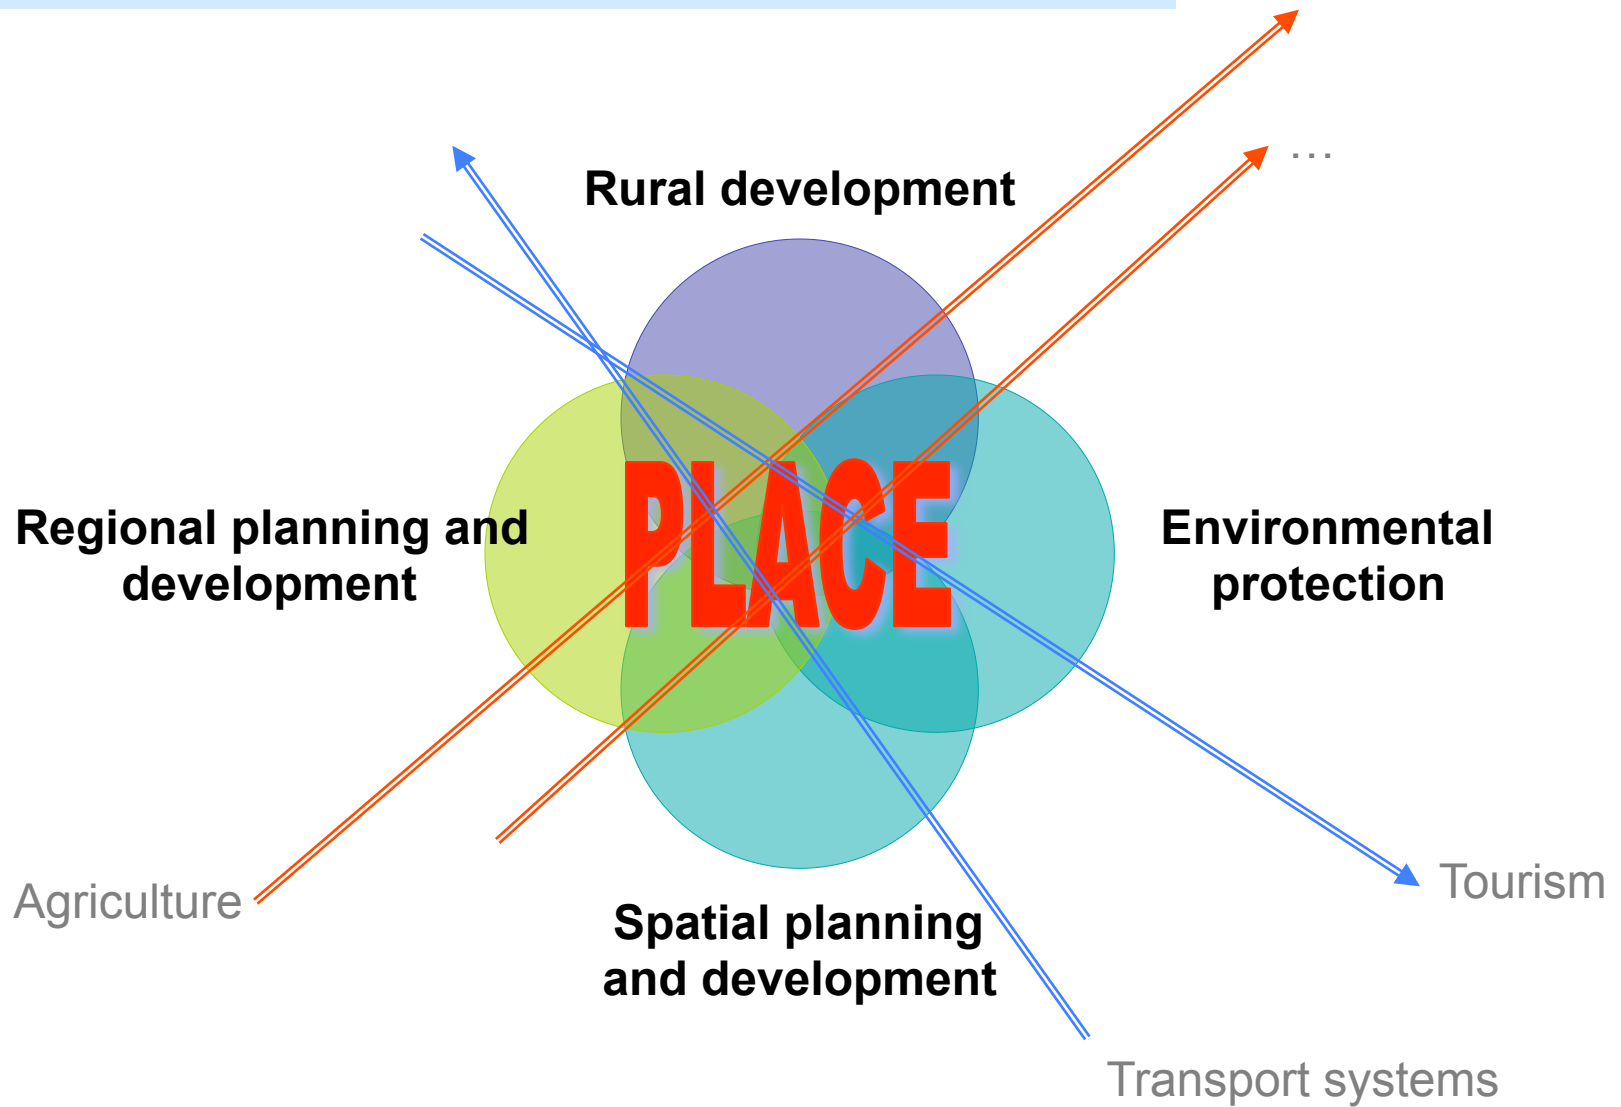 …
Rural development
Regional planning and
development
PLACE
Environmental
protection
Agriculture
Tourism
Spatial planning
and development
Transport systems